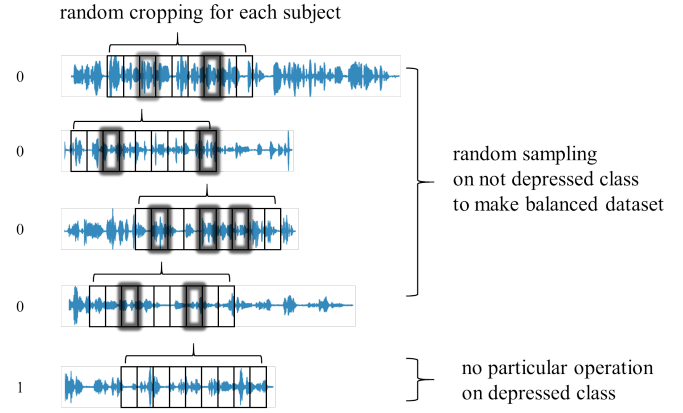 random cropping for each subject
0
0
random sampling
on not depressed class
to make balanced dataset
0
0
1
no particular operation
on depressed class